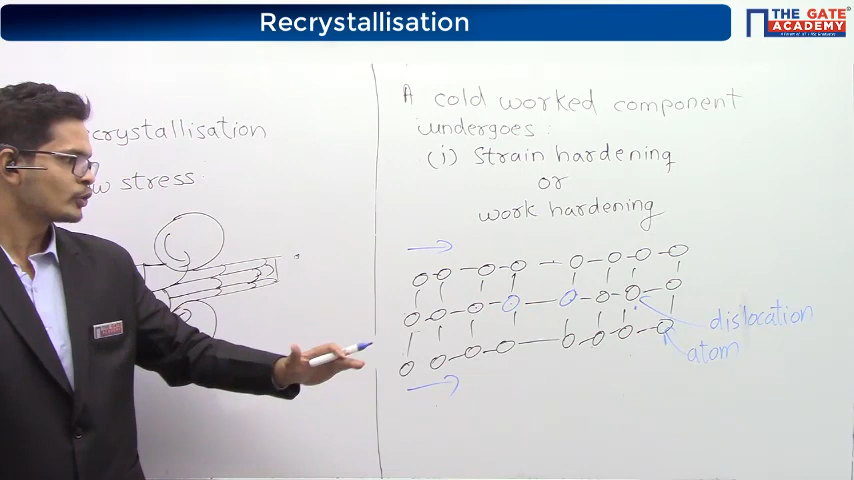 Recrystallisation
THE GATE
ACADEMY
crystallisation
w stress
A cold worked component
undergoes:
(i) Strain hardening
or
work hardening
dislocation
atom